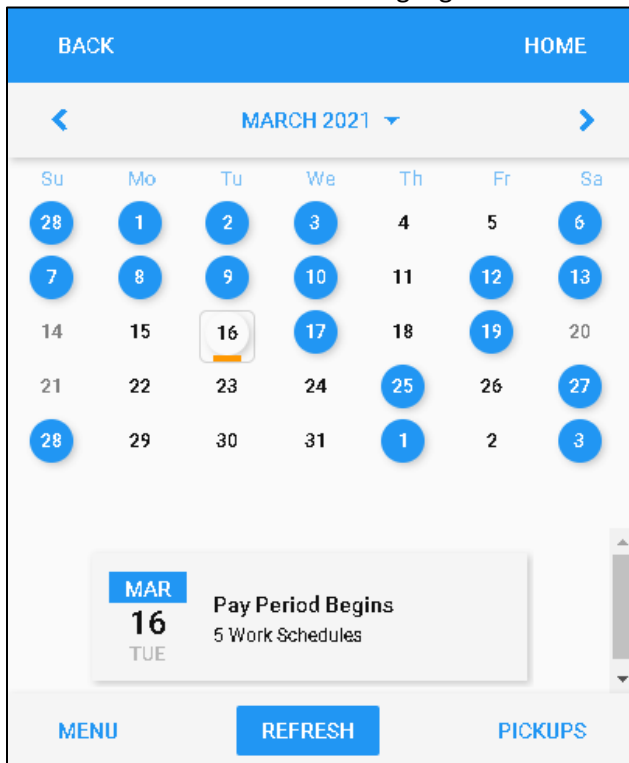 BACK HOME
MARCH 2021
Su Mo Tu We Th Fr Sa
28 1 2 3 4 5 6
7 8 9 10 11 12 13
14 15 16 17 18 19 20
21 22 23 24 25 26 27
28 29 30 31 1 2 3
MAR
16
TUE
Pay Period Begins
5 Work Schedules
MENU REFRESH PICKUPS